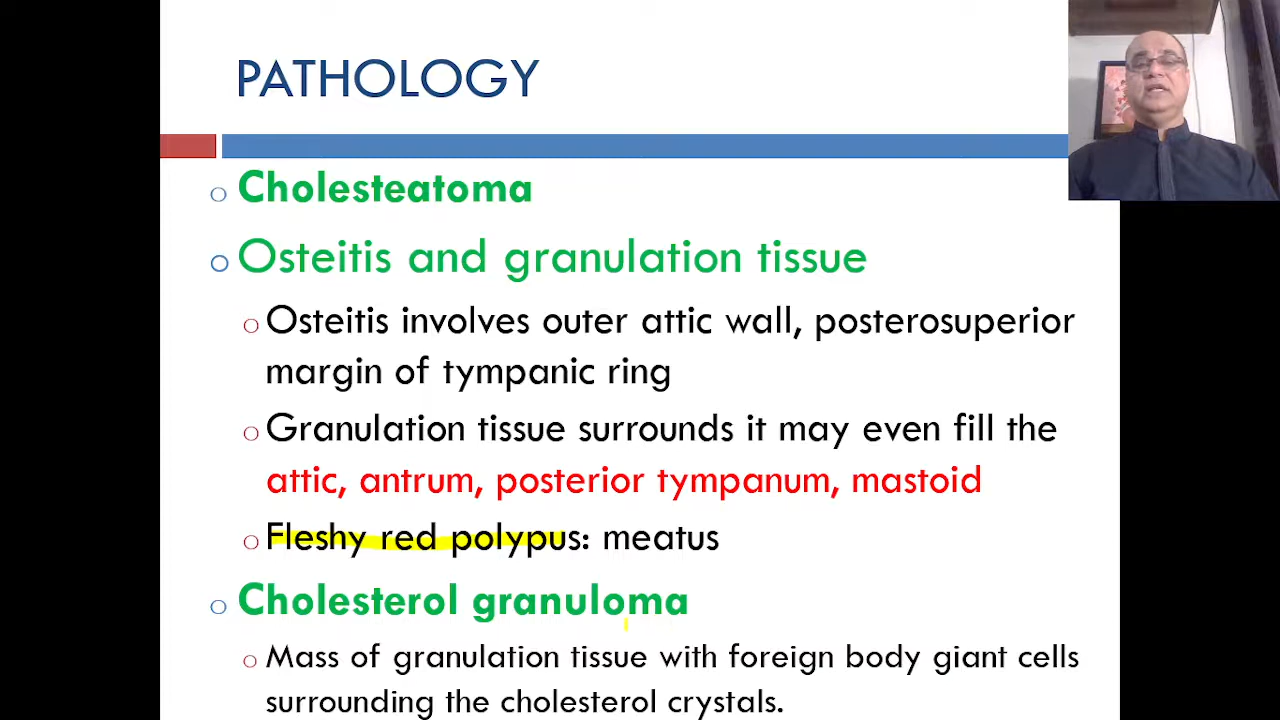 PATHOLOGY
Cholesteatoma
Osteitis and granulation tissue
Osteitis involves outer attic wall, posterosuperior
margin of tympanic ring
Granulation tissue surrounds it may even fill the
attic, antrum, posterior tympanum, mastoid
Fleshy red polypus: meatus
Cholesterol granuloma
Mass of granulation tissue with foreign body giant cells
surrounding the cholesterol crystals.